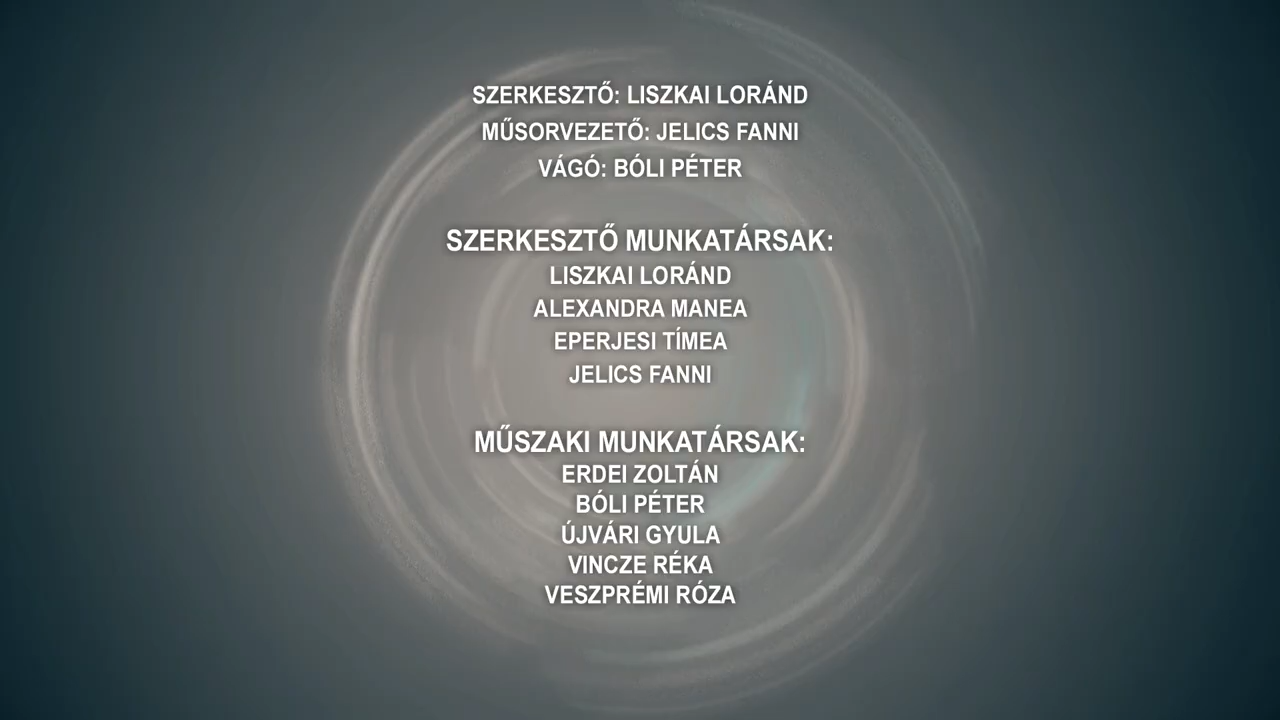 SZERKESZTŐ: LISZKAI LORÁND
MŰSORVEZETŐ: JELICS FANNI
VÁGÓ: BÓLI PÉTER
SZERKESZTŐ MUNKATÁRSAK:
LISZKAI LORÁND
ALEXANDRA MANEA
EPERJESI TÍMEA
JELICS FANNI
MŰSZAKI MUNKATÁRSAK:
ERDEI ZOLTÁN
BÓLI PÉTER
ÚJVÁRI GYULA
VINCZE RÉKA
VESZPRÉMI RÓZA